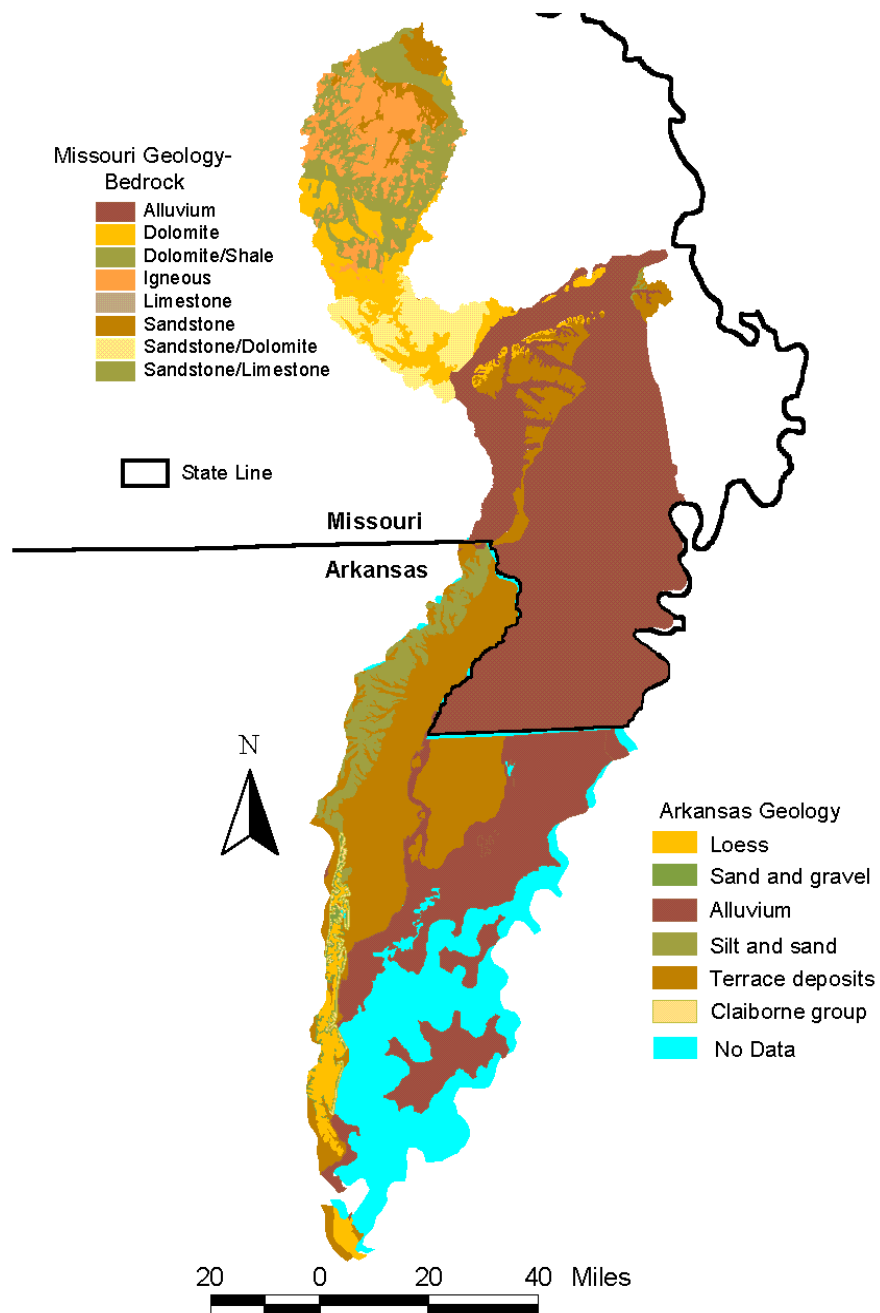 Missouri Geology-
Bedrock
Alluvium
Dolomite
Dolomite/Shale
Igneous
Limestone
Sandstone
Sandstone/Dolomite
Sandstone/Limestone
State Line
Missouri
Arkansas
N
Arkansas Geology
Loess
Sand and gravel
Alluvium
Silt and sand
Terrace deposits
Claiborne group
No Data
20 0 20 40 Miles